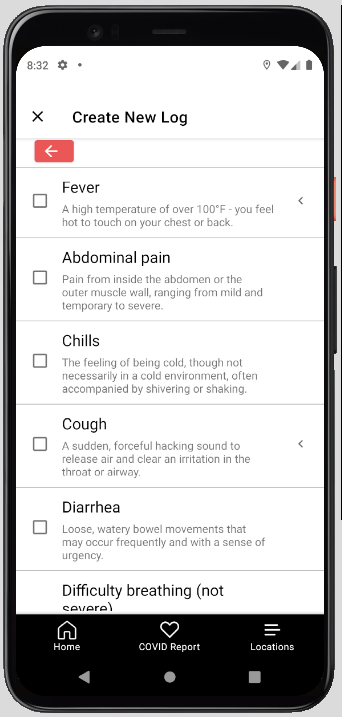 8:32
Create New Log
Fever
A high temperature of over 100°F - you feel
hot to touch on your chest or back.
Abdominal pain
Pain from inside the abdomen or the
outer muscle wall, ranging from mild and
temporary to severe.
Chills
The feeling of being cold, though not
necessarily in a cold environment, often
accompanied by shivering or shaking.
Cough
A sudden, forceful hacking sound to
release air and clear an irritation in the
throat or airway.
Diarrhea
Loose, watery bowel movements that
may occur frequently and with a sense of
urgency.
Difficulty breathing (not
severe)
Home
COVID Report
Locations